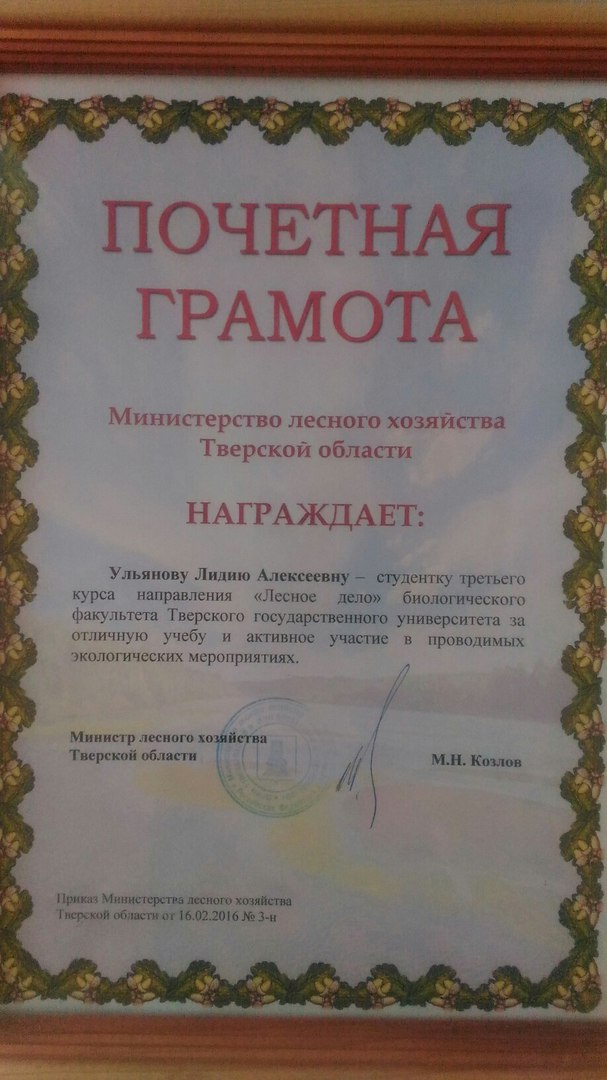 ПОЧЕТНАЯ
ГРАМОТА
Министерство лесного хозяйства
Тверской области
НАГРАЖДАЕТ:
Ульянову Лидию Алексеевну – студентку третьего
курса направления «Лесное дело» биологического
факультета Тверского государственного университета за
отличную учебу и активное участие в проводимых
экологических мероприятиях.
Министр лесного хозяйства
Тверской области
М.Н. Козлов
Приказ Министерства лесного хозяйства
Тверской области от 16.02.2016 № 3-н